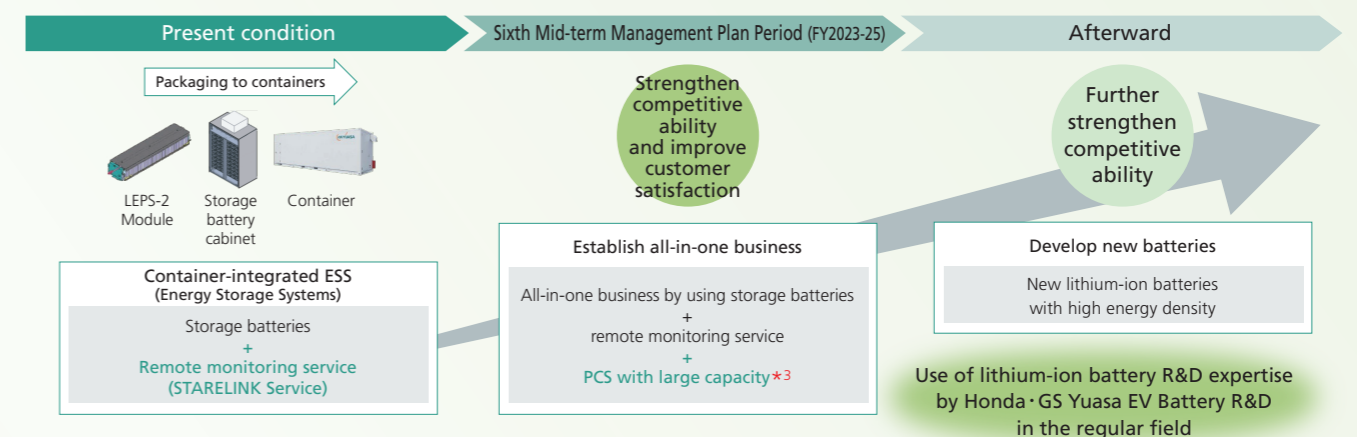 Present condition
Sixth Mid-term Management Plan Period (FY2023-25)
Afterward
Packaging to containers
LEPS-2
Module
Storage
battery
cabinet
Container
Container-integrated ESS
(Energy Storage Systems)
Storage batteries
+
Remote monitoring service
(STARELINK Service)
Strengthen
competitive
ability
and improve
customer
satisfaction
Establish all-in-one business
All-in-one business by using storage batteries
+
remote monitoring service
+
PCS with large capacity*3
Further
strengthen
competitive
ability
Develop new batteries
New lithium-ion batteries
with high energy density
Use of lithium-ion battery R&D expertise
by Honda・GS Yuasa EV Battery R&D
in the regular field